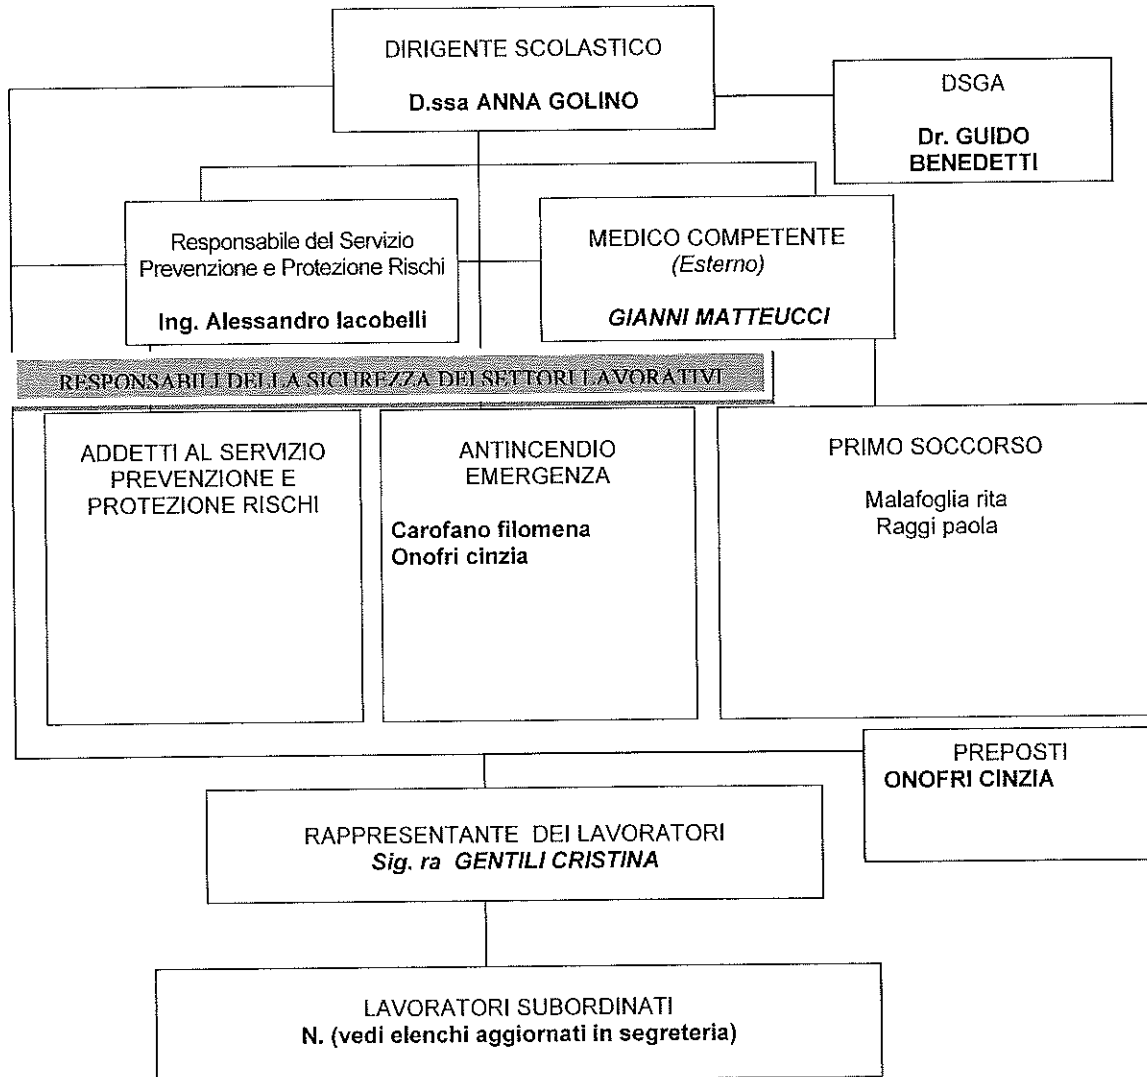 DIRIGENTE SCOLASTICO
D.ssa ANNA GOLINO
DSGA
Dr. GUIDO
BENEDETTI
Responsabile del Servizio
Prevenzione e Protezione Rischi
Ing. Alessandro Iacobelli
MEDICO COMPETENTE
(Esterno)
GIANNI MATTEUCCI
RESPONSABILI DELLA SICUREZZA DEI SETTORI LAVORATIVI
ADDETTI AL SERVIZIO
PREVENZIONE E
PROTEZIONE RISCHI
ANTINCENDIO
EMERGENZA
Carofano filomena
Onofri cinzia
PRIMO SOCCORSO
Malafoglia rita
Raggi paola
PREPOSTI
ONOFRI CINZIA
RAPPRESENTANTE DEI LAVORATORI
Sig. ra GENTILI CRISTINA
LAVORATORI SUBORDINATI
N. (vedi elenchi aggiornati in segreteria)